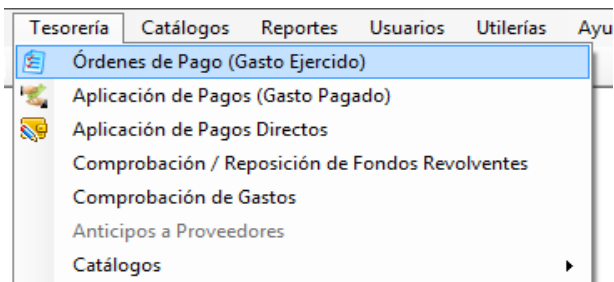 Tesorería Catálogos Reportes Usuarios Utilerías Ayu
Órdenes de Pago (Gasto Ejercido)
Aplicación de Pagos (Gasto Pagado)
Aplicación de Pagos Directos
Comprobación / Reposición de Fondos Revolventes
Comprobación de Gastos
Anticipos a Proveedores
Catálogos